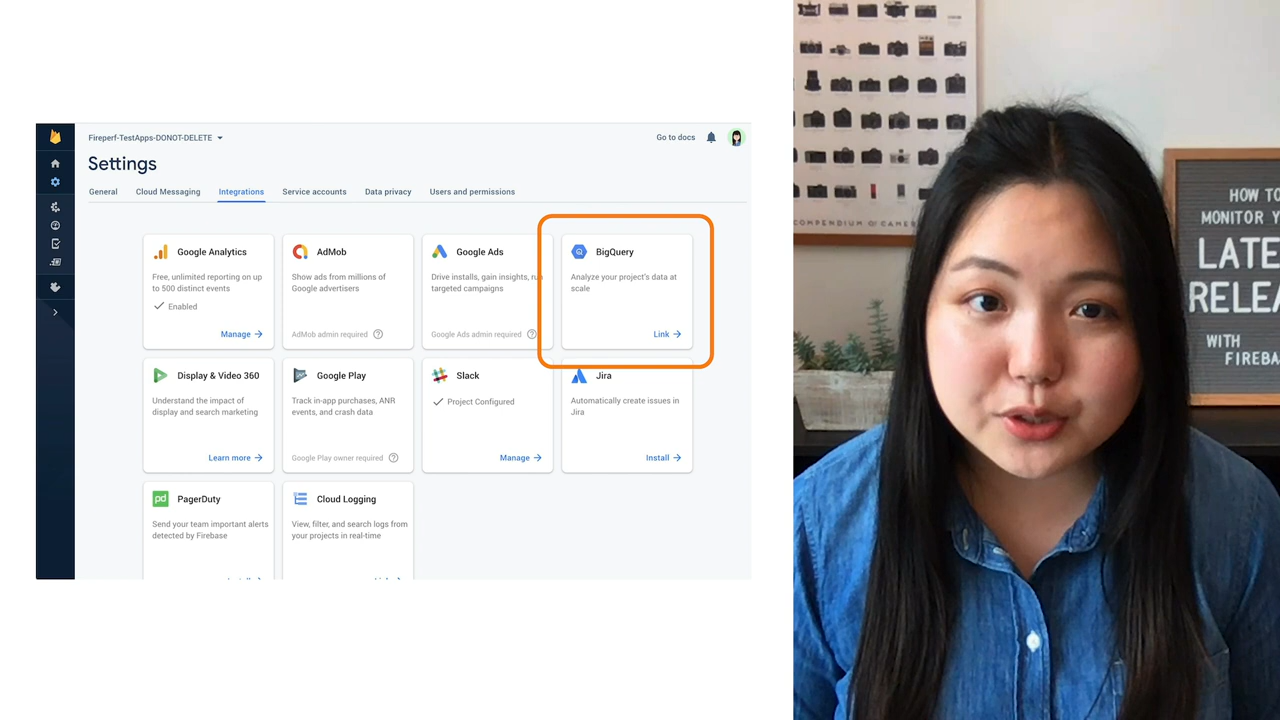 Fireperf-TestApps-DONOT-DELETE
Go to docs
Settings
General Cloud Messaging Integrations Service accounts Data privacy Users and permissions
Google Analytics
Free, unlimited reporting on up
to 500 distinct events
Enabled
Manage
AdMob
Show ads from millions of
Google advertisers
AdMob admin required
Google Ads
Drive installs, gain insights, run
targeted campaigns
Google Ads admin required
BigQuery
Analyze your project's data at
scale
Link
Display & Video 360
Understand the impact of
display and search marketing
Learn more
Google Play
Track in-app purchases, ANR
events, and crash data
Google Play owner required
Slack
Project Configured
Manage
Jira
Automatically create issues in
Jira
Install
pd
PagerDuty
Send your team important alerts
detected by Firebase
Cloud Logging
View, filter, and search logs from
your projects in real-time
COMPENDIUM OF CAMER
HOW TO
MONITOR Y
LATE
RELEA
WITH
FIREBA